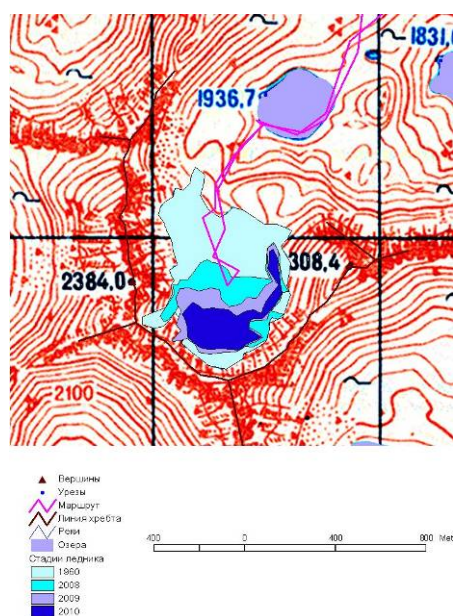 1831,
1936,7
308,4
2384,0
2100
Вершины
Урезы
Маршрут
Линия хребта
Реки
Озера
Стадии ледника
1960
2008
2009
2010
400 0 400 800 Met